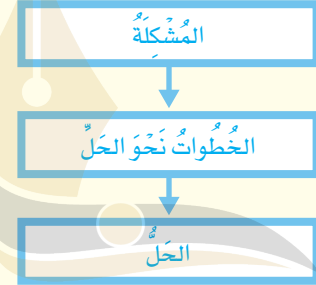 المُشْكِلَةُ
الخُطُواتُ نَحْوَ الحَلِّ
الحَلُّ